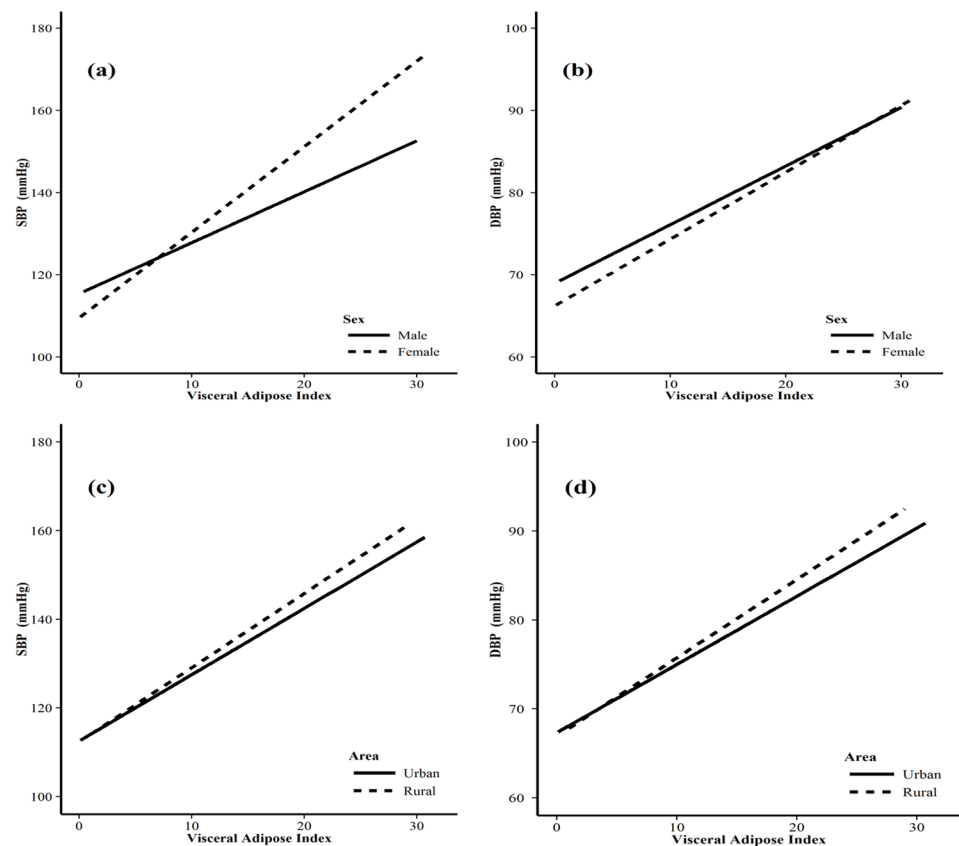 180
(a)
160
SBP (mmHg)
140
120
Sex
Male
Female
100
0 10 20 30
Visceral Adipose Index
100
(b)
90
DBP (mmHg)
80
70
Sex
Male
Female
60
0 10 20 30
Visceral Adipose Index
180
(c)
160
SBP (mmHg)
140
120
Area
Urban
Rural
100
0 10 20 30
Visceral Adipose Index
100
(d)
90
DBP (mmHg)
80
70
Area
Urban
Rural
60
0 10 20 30
Visceral Adipose Index